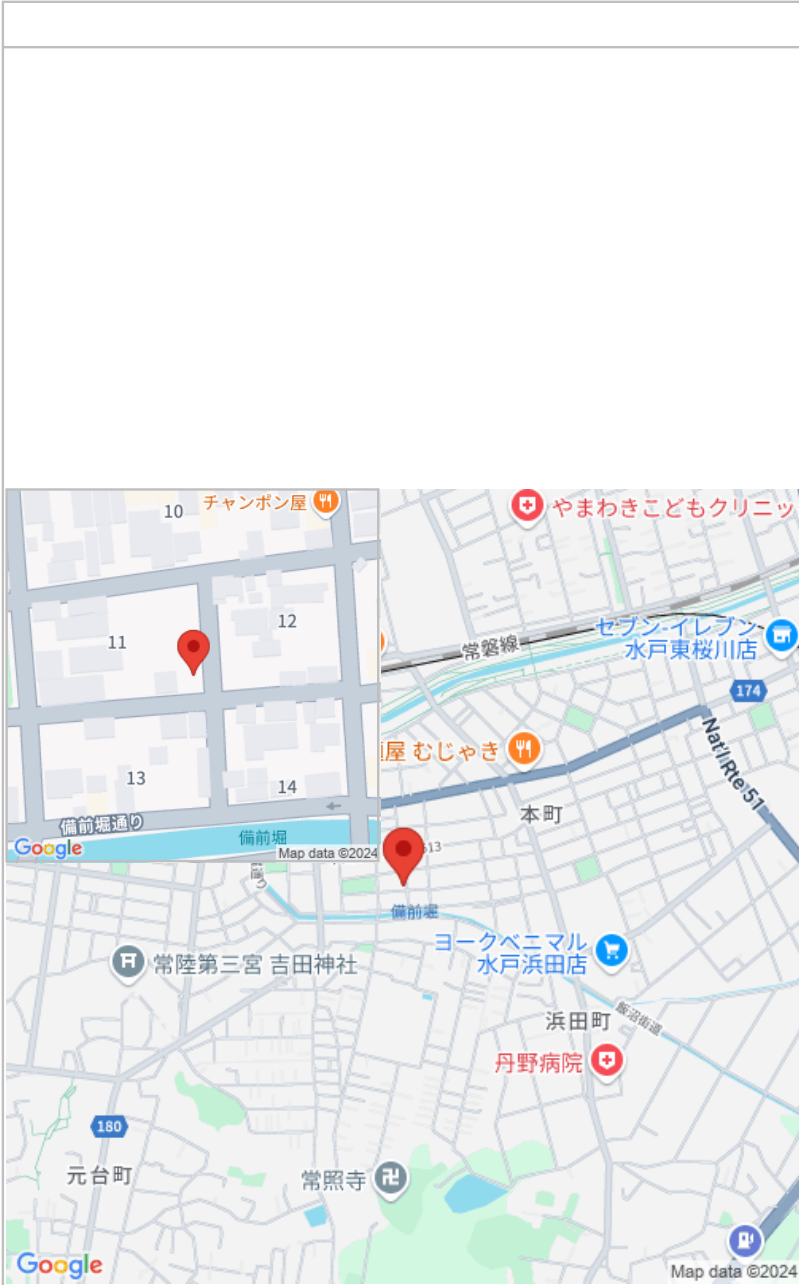 10
チャンポン屋
12
11
13
14
備前堀通り
備前堀
Google
Map data ©2024
やまわきこどもクリニッ
常磐線
セブン-イレブン
水戸東桜川店
174
屋 むじゃき
Nat'l Rte 51
本町
513
備前堀
ヨークベニマル
水戸浜田店
常陸第三宮 吉田神社
浜田町
飯沼街道
丹野病院
180
元台町
常照寺
Google
Map data ©2024